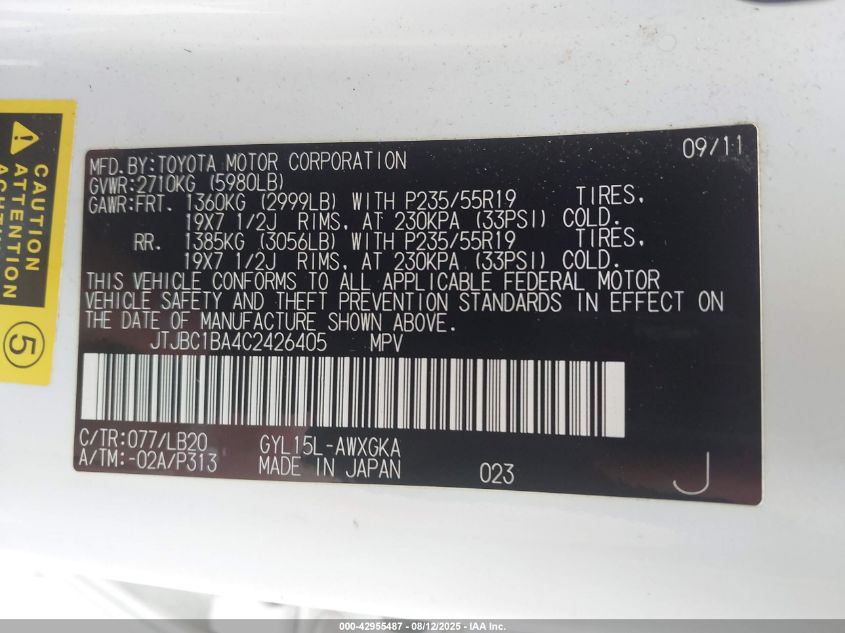 CAUTION
ATTENTION
5
09/11
MFD.BY:TOYOTA MOTOR CORPORATION
GVWR:2710KG (5980LB)
GAWR:FRT. 1360KG (2999LB) WITH P235/55R19 TIRES,
19X7 1/2J RIMS, AT 230KPA (33PSI) COLD.
RR. 1385KG (3056LB) WITH P235/55R19 TIRES,
19X7 1/2J RIMS, AT 230KPA (33PSI) COLD.
THIS VEHICLE CONFORMS TO ALL APPLICABLE FEDERAL MOTOR
VEHICLE SAFETY AND THEFT PREVENTION STANDARDS IN EFFECT ON
THE DATE OF MANUFACTURE SHOWN ABOVE.
JTJBC1BA4C2426405 MPV
C/TR:077/LB20 GYL15L-AWXGKA
A/TM:-02A/P313 MADE IN JAPAN 023 J
000-42955487 - 08/12/2025 - IAA Inc.